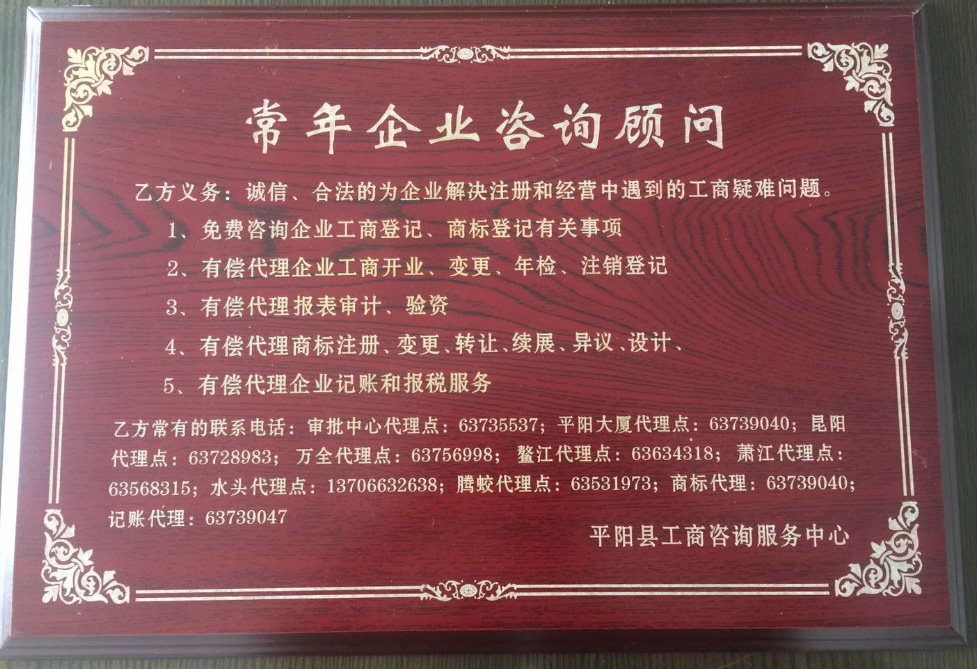 常年企业咨询顾问
乙方义务：诚信、合法的为企业解决注册和经营中遇到的工商疑难问题。
1、免费咨询企业工商登记、商标登记有关事项
2、有偿代理企业工商开业、变更、年检、注销登记
3、有偿代理报表审计、验资
4、有偿代理商标注册、变更、转让、续展、异议、设计、
5、有偿代理企业记账和报税服务
乙方常有的联系电话：审批中心代理点：63735537；平阳大厦代理点：63739040；昆阳
代理点：63728983；万全代理点：63756998；鳌江代理点：63634318；萧江代理点：
63568315；水头代理点：13706632638；腾蛟代理点：63531973；商标代理：63739040；
记账代理：63739047
平阳县工商咨询服务中心